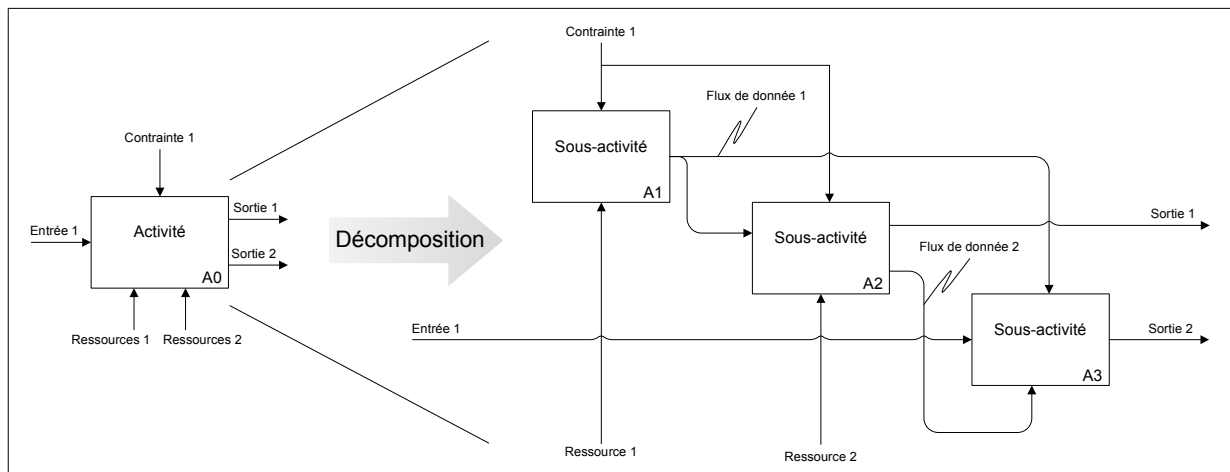 Contrainte 1
Entrée 1
Activité
A0
Sortie 1
Sortie 2
Ressources 1
Ressources 2
Décomposition
Contrainte 1
Flux de donnée 1
Sous-activité
A1
Sous-activité
A2
Sortie 1
Flux de donnée 2
Entrée 1
Sous-activité
A3
Sortie 2
Ressource 1
Ressource 2